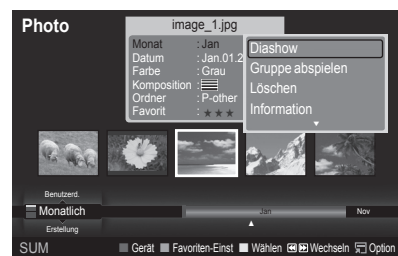 Photo
image_1.jpg
Monat : Jan
Datum : Jan.01.2
Farbe : Grau
Komposition :
Ordner : P-other
Favorit : ★★★
Diashow
Gruppe abspielen
Löschen
Information
Benutzerd.
Monatlich
Erstellung
Jan
Nov
SUM
Gerät
Favoriten-Einst
Wählen
Wechseln
Option